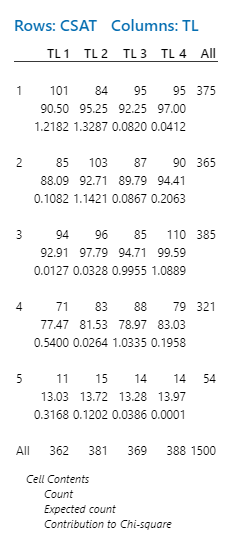 Rows: CSAT Columns: TL
TL 1 TL 2 TL 3 TL 4 All
1 101 84 95 95 375
90.50 95.25 92.25 97.00
1.2182 1.3287 0.0820 0.0412
2 85 103 87 90 365
88.09 92.71 89.79 94.41
0.1082 1.1421 0.0867 0.2063
3 94 96 85 110 385
92.91 97.79 94.71 99.59
0.0127 0.0328 0.9955 1.0889
4 71 83 88 79 321
77.47 81.53 78.97 83.03
0.5400 0.0264 1.0335 0.1958
5 11 15 14 14 54
13.03 13.72 13.28 13.97
0.3168 0.1202 0.0386 0.0001
All 362 381 369 388 1500
Cell Contents
Count
Expected count
Contribution to Chi-square